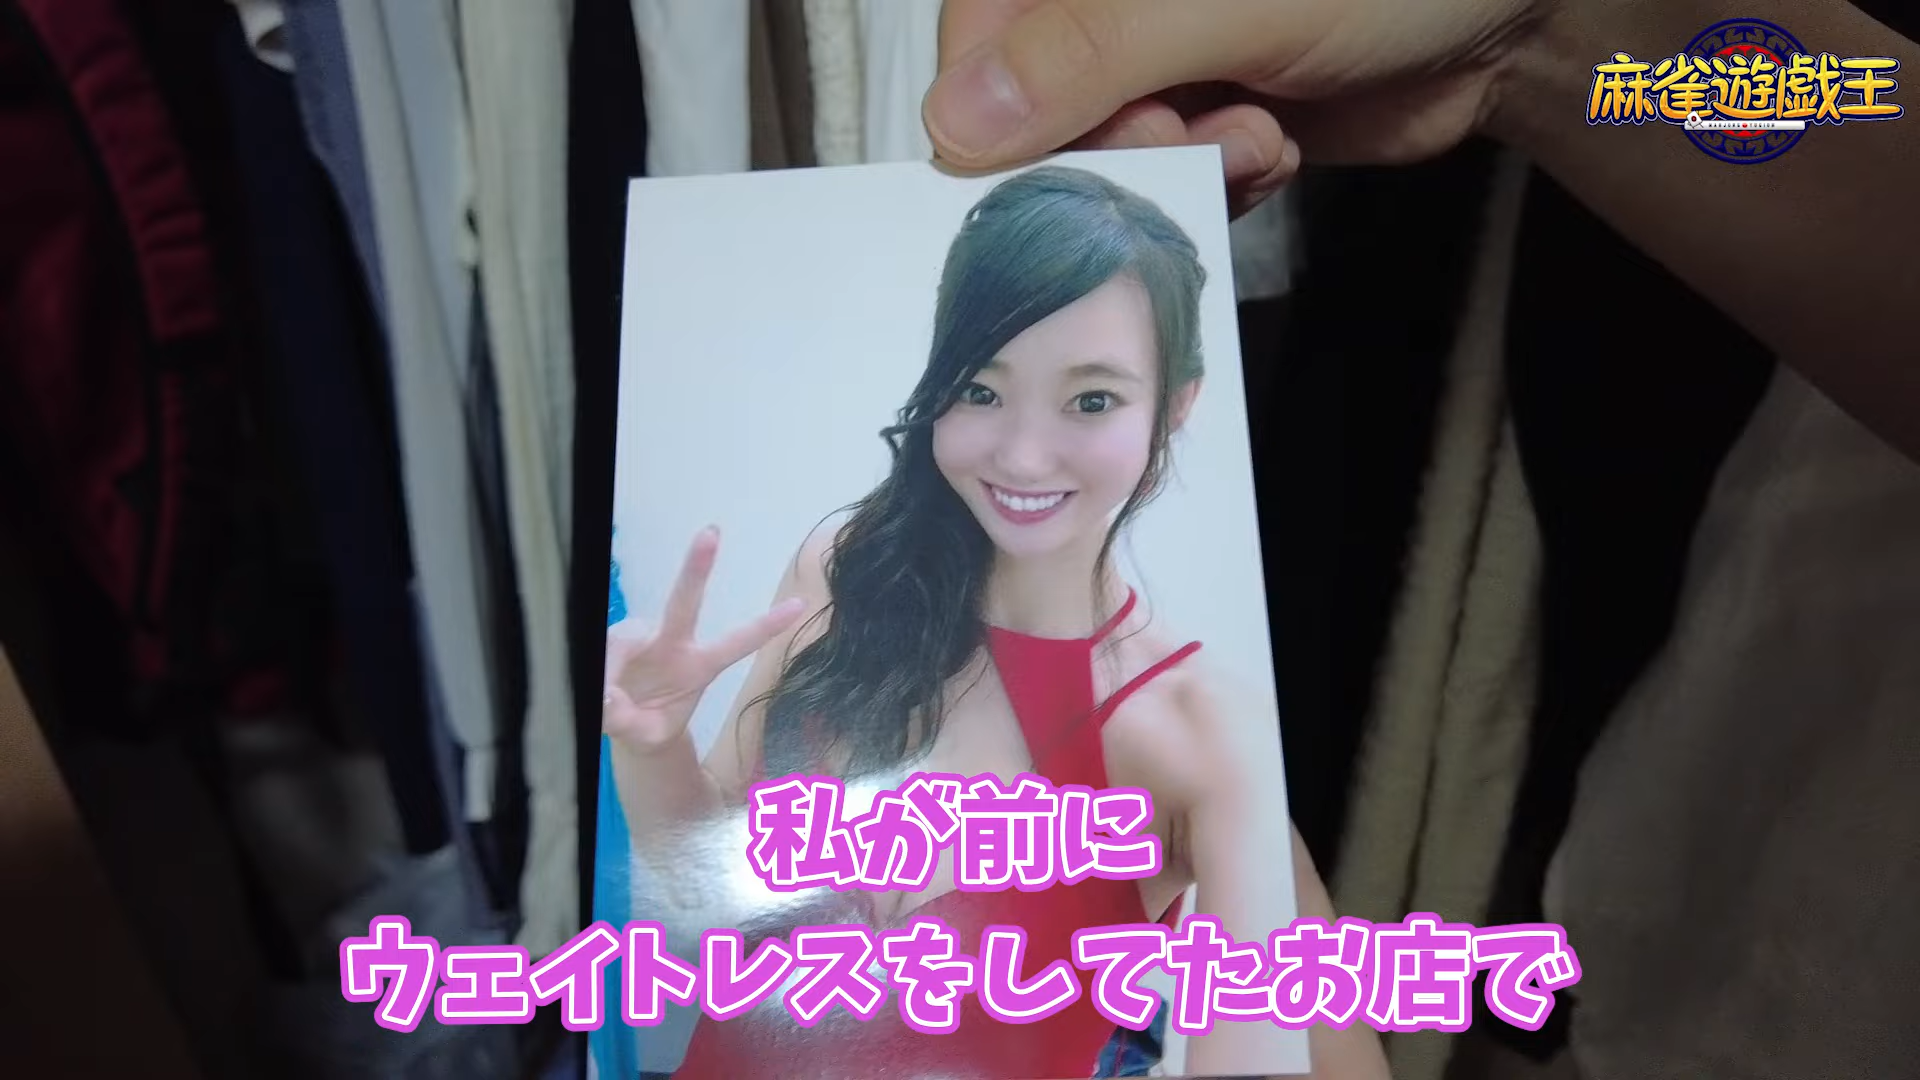 麻雀遊戯王
私が前に
ウェイトレスをしてたお店で